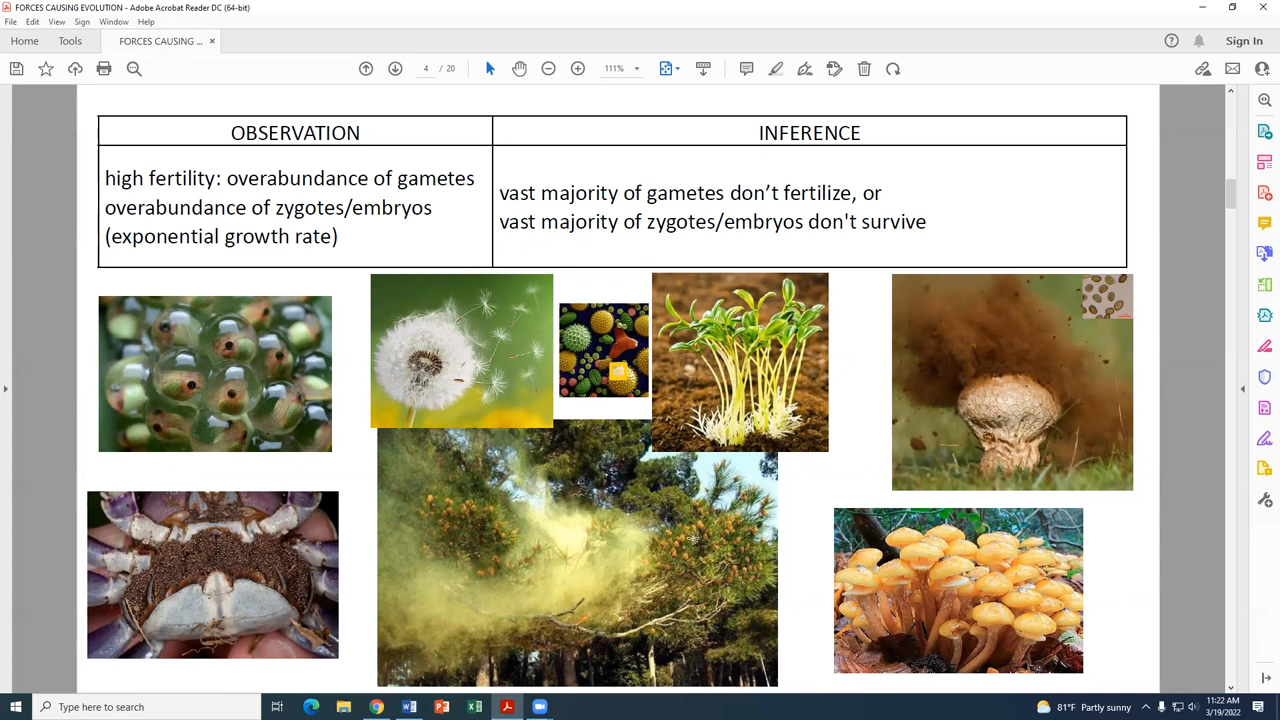 FORCES CAUSING EVOLUTION - Adobe Acrobat Reader DC (64-bit)
File Edit View Sign Window Help
Home Tools FORCES CAUSING ... × Sign In
4 / 20 111%
OBSERVATION INFERENCE
high fertility: overabundance of gametes
overabundance of zygotes/embryos
(exponential growth rate)
vast majority of gametes don’t fertilize, or
vast majority of zygotes/embryos don't survive
Type here to search
81°F Partly sunny
11:22 AM
3/19/2022